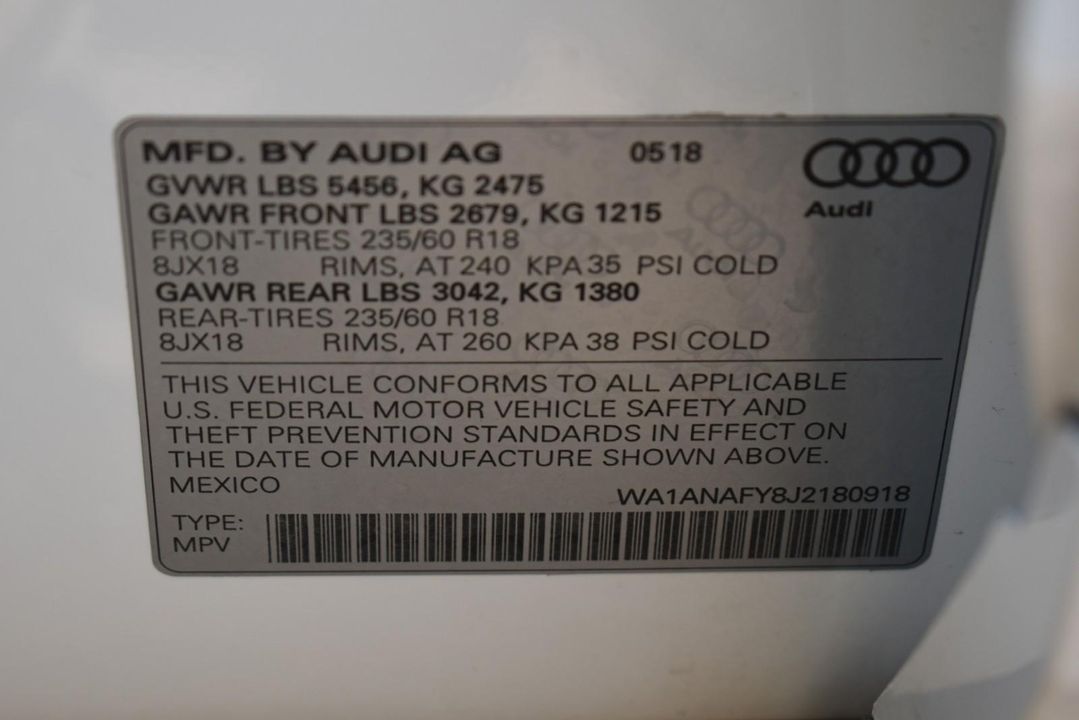 MFD. BY AUDI AG 0518
GVWR LBS 5456, KG 2475
GAWR FRONT LBS 2679, KG 1215
Audi
FRONT-TIRES 235/60 R18
8JX18 RIMS, AT 240 KPA 35 PSI COLD
GAWR REAR LBS 3042, KG 1380
REAR-TIRES 235/60 R18
8JX18 RIMS, AT 260 KPA 38 PSI COLD
THIS VEHICLE CONFORMS TO ALL APPLICABLE
U.S. FEDERAL MOTOR VEHICLE SAFETY AND
THEFT PREVENTION STANDARDS IN EFFECT ON
THE DATE OF MANUFACTURE SHOWN ABOVE.
MEXICO
WA1ANAFY8J2180918
TYPE:
MPV